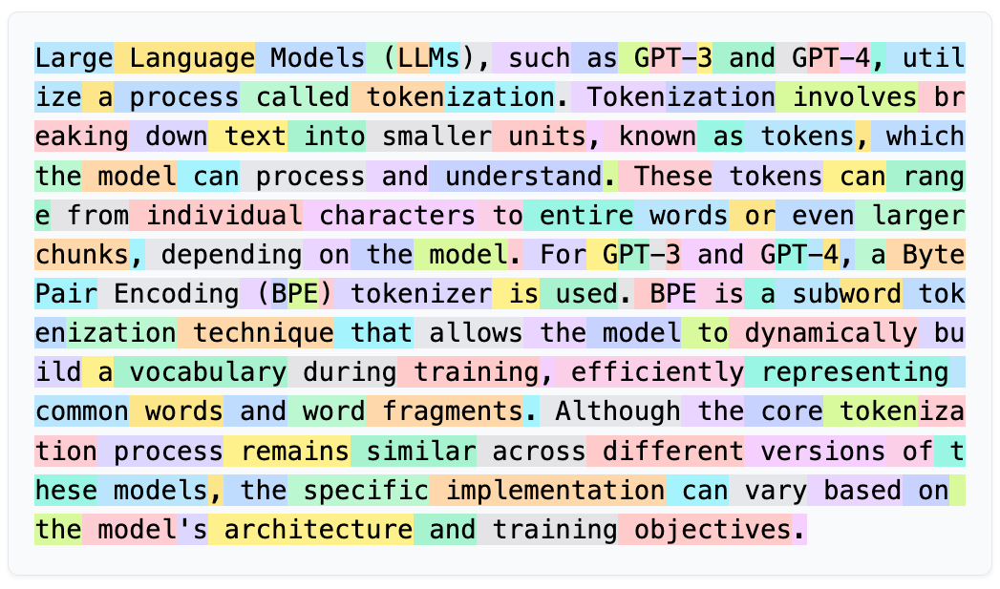 Large Language Models (LLMs), such as GPT-3 and GPT-4, util
ize a process called tokenization. Tokenization involves br
eaking down text into smaller units, known as tokens, which
the model can process and understand. These tokens can rang
e from individual characters to entire words or even larger
chunks, depending on the model. For GPT-3 and GPT-4, a Byte
Pair Encoding (BPE) tokenizer is used. BPE is a subword tok
enization technique that allows the model to dynamically bu
ild a vocabulary during training, efficiently representing
common words and word fragments. Although the core tokeniza
tion process remains similar across different versions of t
hese models, the specific implementation can vary based on
the model's architecture and training objectives.